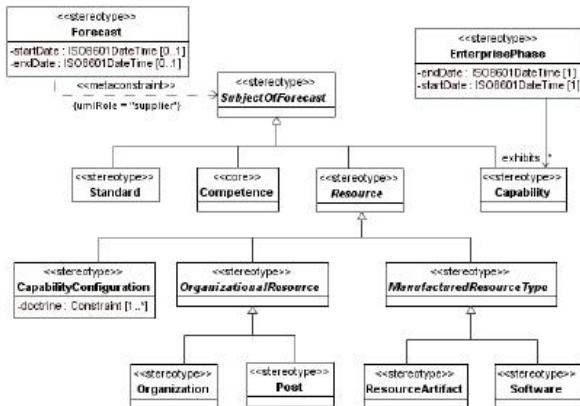 <<stereotype>>
Forecast
-startDate : ISO8601DateTime [0..1]
-endDate : ISO8601DateTime [0..1]
<<metaconstraint>>
{umlRole = "supplier"}
<<stereotype>>
SubjectOfForecast
<<stereotype>>
EnterprisePhase
-endDate : ISO8601DateTime [1]
-startDate : ISO8601DateTime [1]
exhibits *
<<stereotype>>
Standard
<<core>>
Competence
<<stereotype>>
Resource
<<stereotype>>
Capability
<<stereotype>>
CapabilityConfiguration
-doctrine : Constraint [1..*]
<<stereotype>>
OrganizationalResource
<<stereotype>>
ManufacturedResourceType
<<stereotype>>
Organization
<<stereotype>>
Post
<<stereotype>>
ResourceArtifact
<<stereotype>>
Software